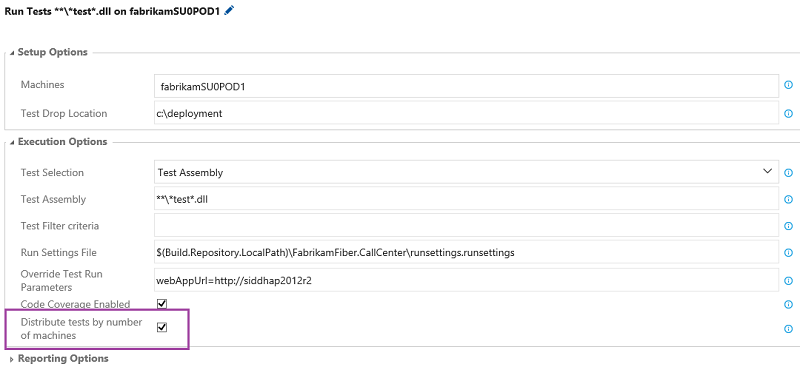 Run Tests **\*test*.dll on fabrikamSU0POD1
Setup Options
Machines
fabrikamSU0POD1
Test Drop Location
c:\deployment
Execution Options
Test Selection
Test Assembly
Test Assembly
**\*test*.dll
Test Filter criteria
Run Settings File
$(Build.Repository.LocalPath)\FabrikamFiber.CallCenter\runsettings.runsettings
Override Test Run
Parameters
webAppUrl=http://siddhap2012r2
Code Coverage Enabled
Distribute tests by number
of machines
Reporting Options